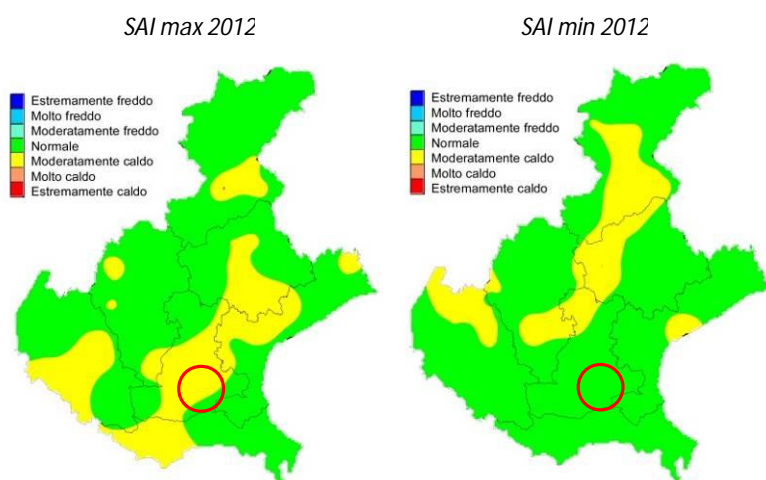 SAI max 2012
SAI min 2012
Estremamente freddo
Molto freddo
Moderatamente freddo
Normale
Moderatamente caldo
Molto caldo
Estremamente caldo
Estremamente freddo
Molto freddo
Moderatamente freddo
Normale
Moderatamente caldo
Molto caldo
Estremamente caldo